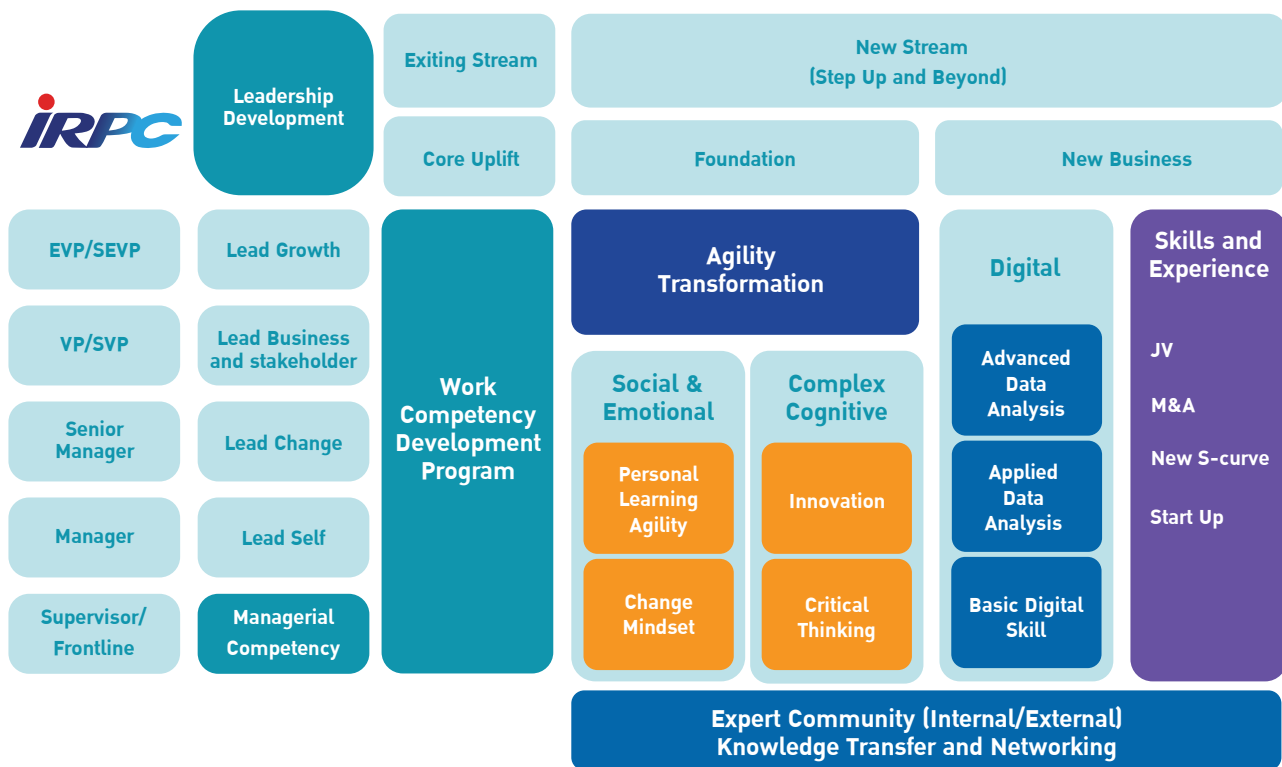 iRPC
Leadership
Development
Exiting Stream
New Stream
(Step Up and Beyond)
Core Uplift
Foundation
New Business
EVP/SEVP
Lead Growth
VP/SVP
Lead Business
and stakeholder
Senior
Manager
Lead Change
Manager
Lead Self
Supervisor/
Frontline
Managerial
Competency
Work
Competency
Development
Program
Agility
Transformation
Social &
Emotional
Personal
Learning
Agility
Change
Mindset
Complex
Cognitive
Innovation
Critical
Thinking
Digital
Advanced
Data
Analysis
Applied
Data
Analysis
Basic Digital
Skill
Skills and
Experience
JV
M&A
New S-curve
Start Up
Expert Community (Internal/External)
Knowledge Transfer and Networking